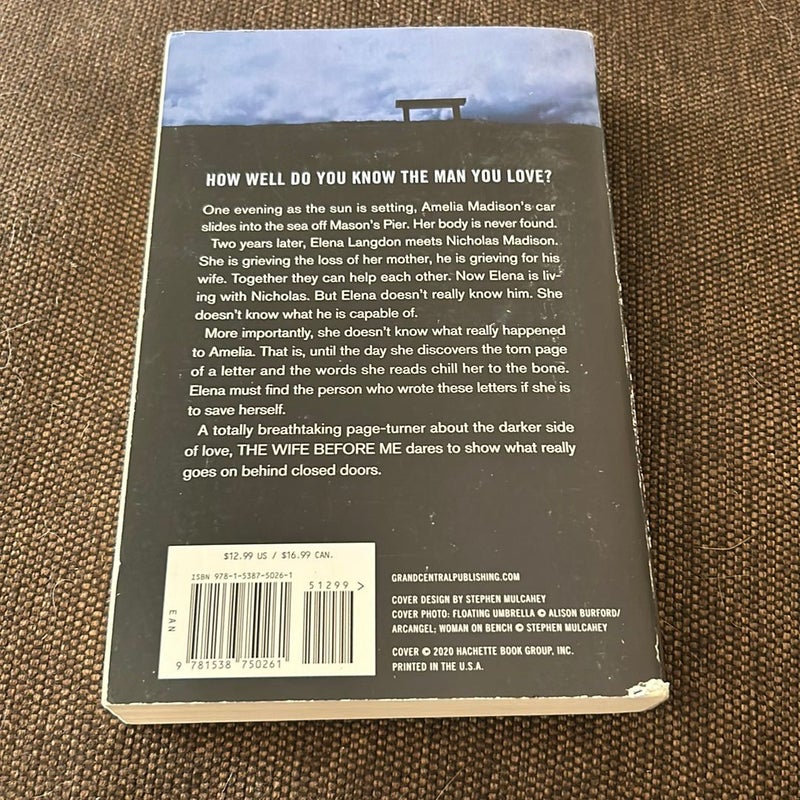 HOW WELL DO YOU KNOW THE MAN YOU LOVE?
One evening as the sun is setting, Amelia Madison's car
slides into the sea off Mason's Pier. Her body is never found.
Two years later, Elena Langdon meets Nicholas Madison.
She is grieving the loss of her mother, he is grieving for his
wife. Together they can help each other. Now Elena is liv-
ing with Nicholas. But Elena doesn't really know him. She
doesn't know what he is capable of.
More importantly, she doesn't know what really happened
to Amelia. That is, until the day she discovers the torn page
of a letter and the words she reads chill her to the bone.
Elena must find the person who wrote these letters if she is
to save herself.
A totally breathtaking page-turner about the darker side
of love, THE WIFE BEFORE ME dares to show what really
goes on behind closed doors.
$12.99 US / $16.99 CAN.
ISBN 978-1-5387-5026-1
51299 >
EAN
9 781538 750261
GRANDCENTRALPUBLISHING.COM
COVER DESIGN BY STEPHEN MULCAHEY
COVER PHOTO: FLOATING UMBRELLA © ALISON BURFORD/
ARCANGEL; WOMAN ON BENCH © STEPHEN MULCAHEY
COVER © 2020 HACHETTE BOOK GROUP, INC.
PRINTED IN THE U.S.A.